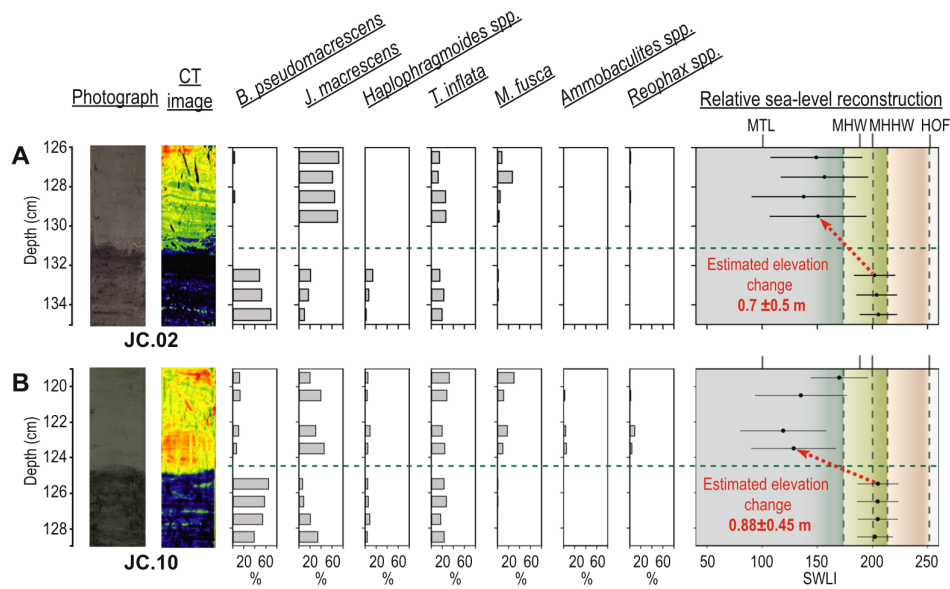 Photograph
CT
image
B. pseudomacrescens
J. macrescens
Haplophragmoides spp.
T. inflata
M. fusca
Ammobaculites spp.
Reophax spp.
Relative sea-level reconstruction
MTL MHW MHHW HOF
A
126
128
130
132
134
Depth (cm)
Estimated elevation
change
0.7 ±0.5 m
JC.02
B
120
122
124
126
128
Depth (cm)
Estimated elevation
change
0.88±0.45 m
JC.10
20 60 20 60 20 60 20 60 20 60 20 60 20 60 50 100 150 200 250
% % % % % % % SWLI